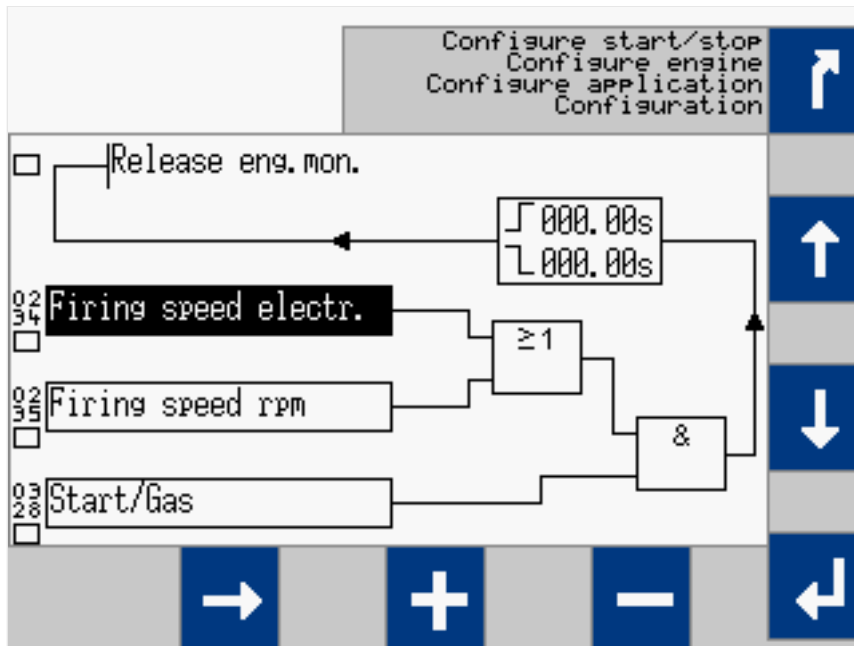 Configure start/stop
Configure engine
Configure application
Configuration
Release eng.mon.
000.00s
000.00s
02
34
Firing speed electr.
≥1
02
35
Firing speed rpm
&
03
28
Start/Gas